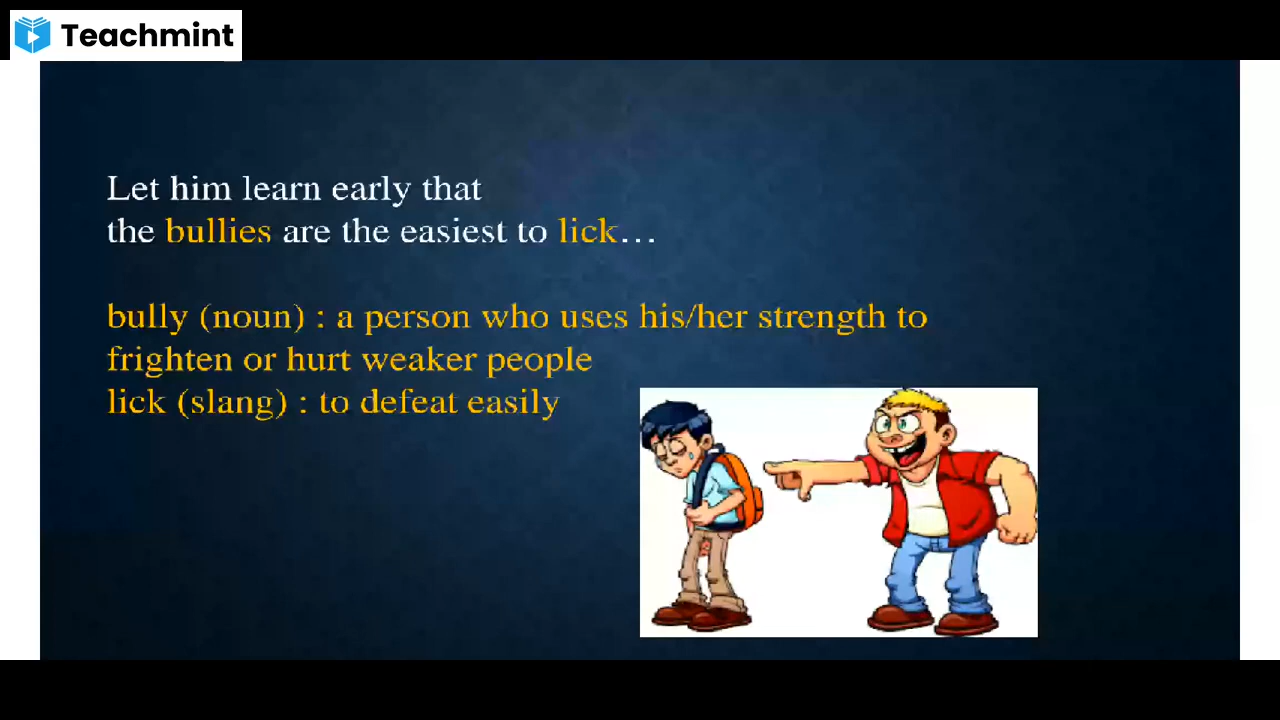 Teachmint
Let him learn early that
the bullies are the easiest to lick...
bully (noun) : a person who uses his/her strength to
frighten or hurt weaker people
lick (slang) : to defeat easily